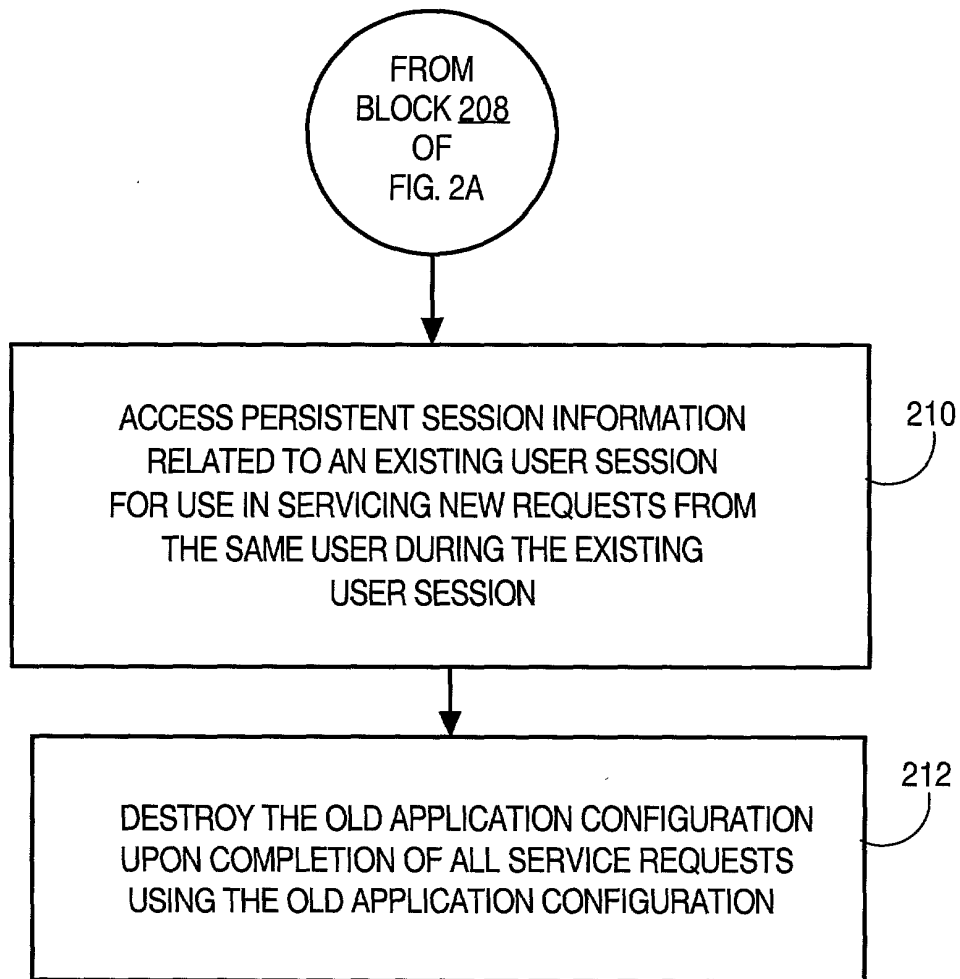 FROM
BLOCK 208
OF
FIG. 2A
ACCESS PERSISTENT SESSION INFORMATION
RELATED TO AN EXISTING USER SESSION
FOR USE IN SERVICING NEW REQUESTS FROM
THE SAME USER DURING THE EXISTING
USER SESSION
210
DESTROY THE OLD APPLICATION CONFIGURATION
UPON COMPLETION OF ALL SERVICE REQUESTS
USING THE OLD APPLICATION CONFIGURATION
212